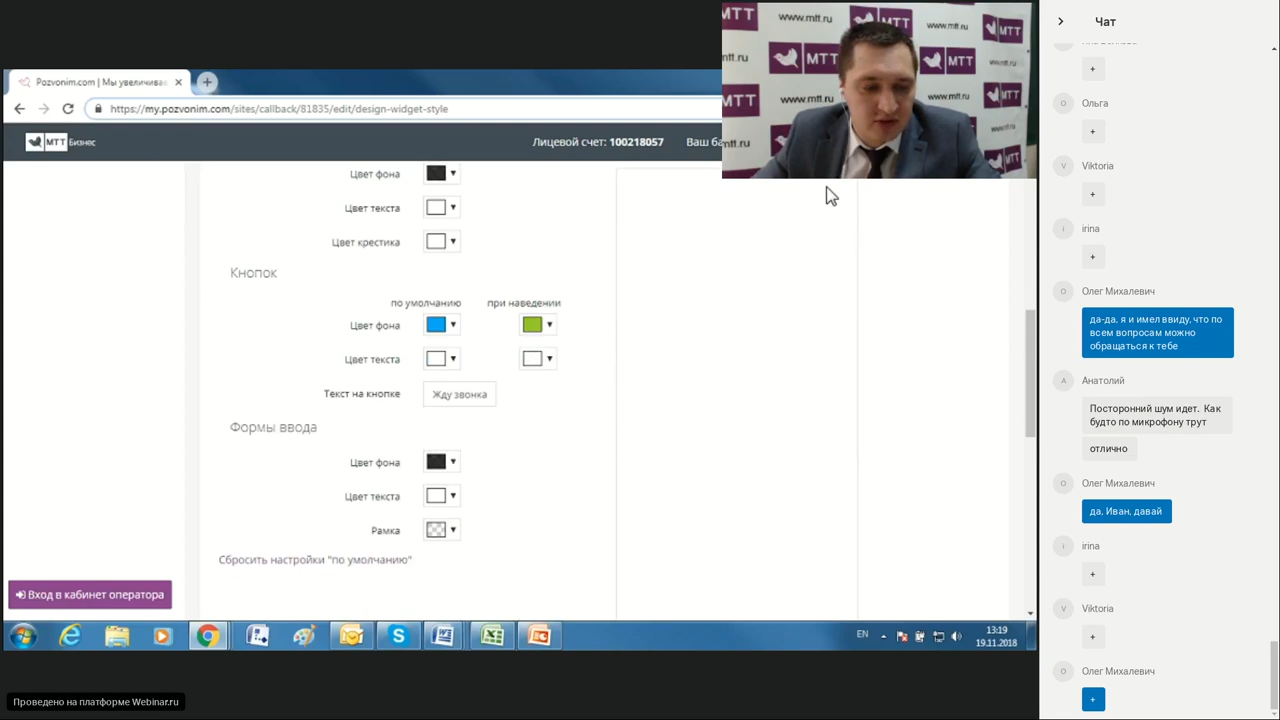 Pozvonim.com | Мы увеличивае
https://my.pozvonim.com/sites/callback/81835/edit/design-widget-style
МТТ Бизнес
Лицевой счет: 100218057 Ваш ба
www.mtt.ru
МТТ
www.mtt.ru
Цвет фона
Цвет текста
Цвет крестика
Кнопок
по умолчанию при наведении
Цвет фона
Цвет текста
Текст на кнопке Жду звонка
Формы ввода
Цвет фона
Цвет текста
Рамка
Сбросить настройки "по умолчанию"
Вход в кабинет оператора
EN
13:19
19.11.2018
Проведено на платформе Webinar.ru
Чат
+
О Ольга
+
V Viktoria
+
i irina
+
О Олег Михалевич
да-да, я и имел ввиду, что по
всем вопросам можно
обращаться к тебе
А Анатолий
Посторонний шум идет. Как
будто по микрофону трут
отлично
О Олег Михалевич
да, Иван, давай
i irina
+
V Viktoria
+
О Олег Михалевич
+